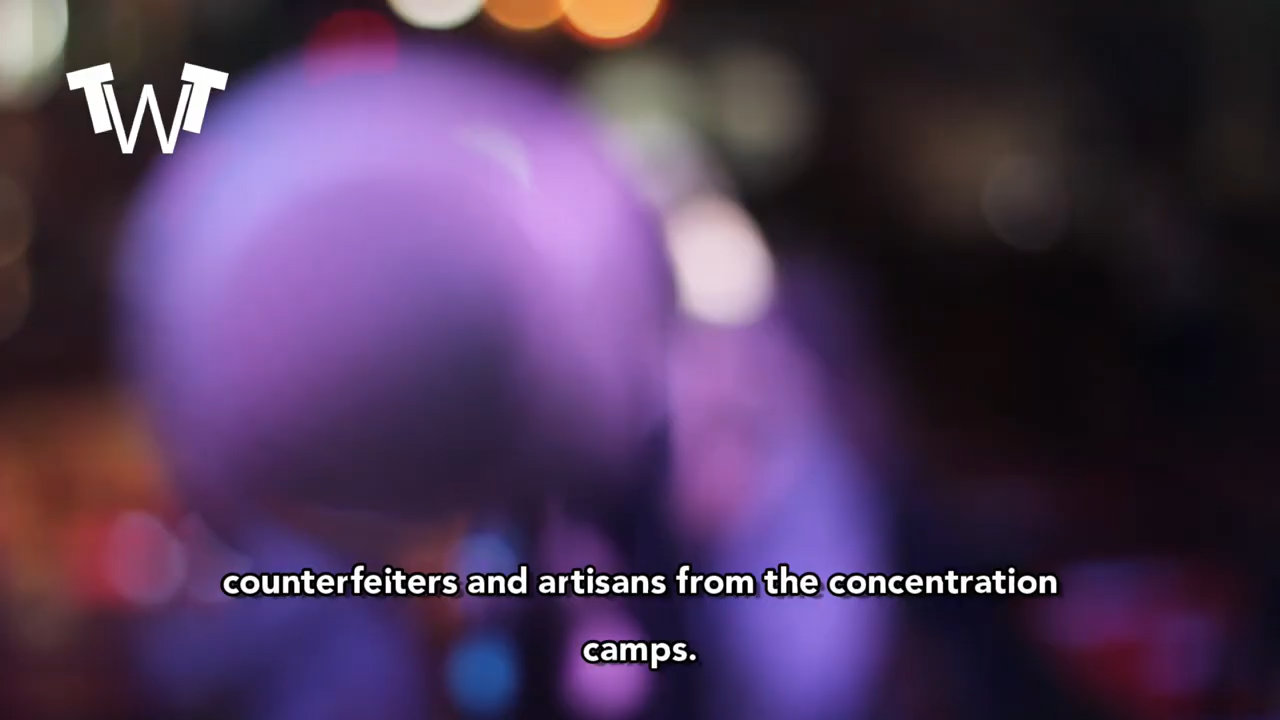 TWT
counterfeiters and artisans from the concentration
camps.